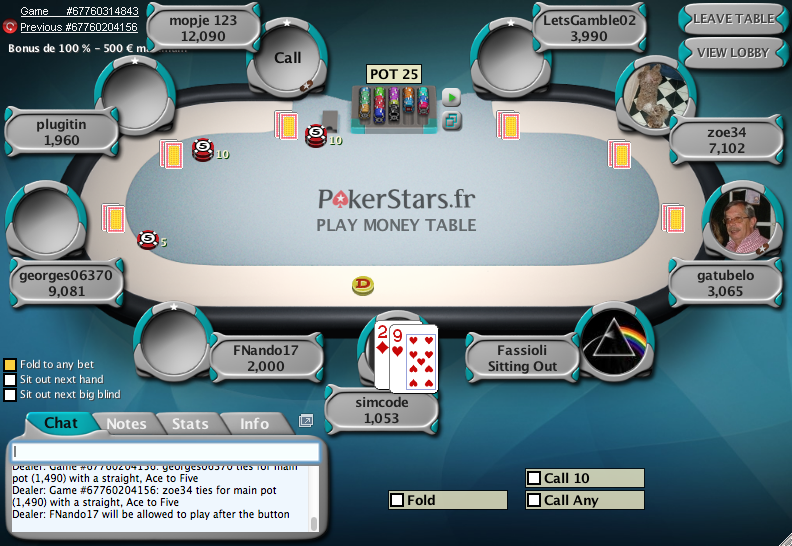 Game #67760314843
Previous #67760204156
Bonus de 100 % - 500 € m
mopje 123
12,090
Call
POT 25
LetsGamble02
3,990
LEAVE TABLE
VIEW LOBBY
plugitin
1,960
10
5
10
5
zoe34
7,102
PokerStars.fr
PLAY MONEY TABLE
georges06370
9,081
5
5
gatubelo
3,065
D
FNando17
2,000
2
9
simcode
1,053
Fassioli
Sitting Out
Fold to any bet
Sit out next hand
Sit out next big blind
Chat
Notes
Stats
Info
Dealer: Game #67760204156: georges06370 ties for main
pot (1,490) with a straight, Ace to Five
Dealer: Game #67760204156: zoe34 ties for main pot
(1,490) with a straight, Ace to Five
Dealer: FNando17 will be allowed to play after the button
Fold
Call 10
Call Any